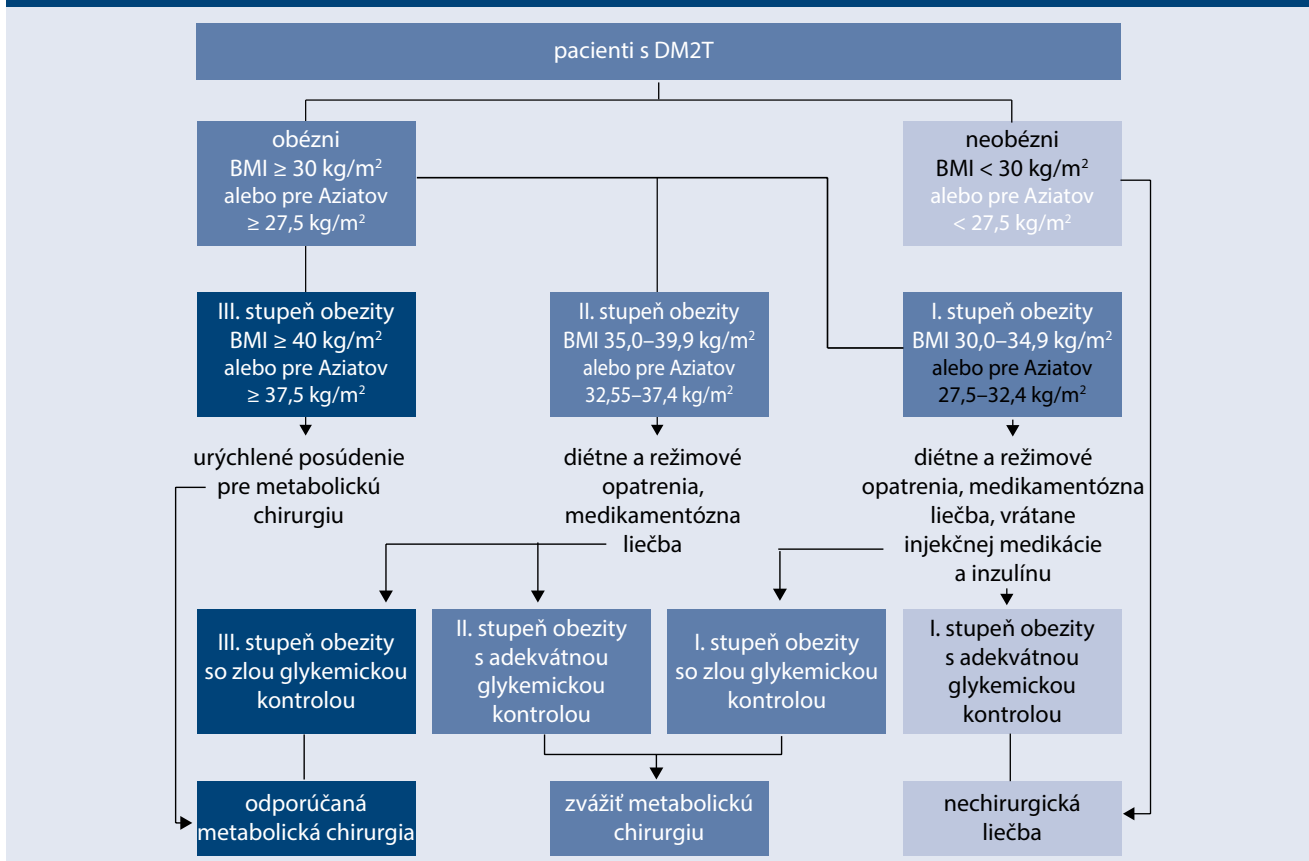 pacienti s DM2T
obézni
BMI ≥ 30 kg/m²
alebo pre Aziatov
≥ 27,5 kg/m²
neobézni
BMI < 30 kg/m²
alebo pre Aziatov
< 27,5 kg/m²
III. stupeň obezity
BMI ≥ 40 kg/m²
alebo pre Aziatov
≥ 37,5 kg/m²
II. stupeň obezity
BMI 35,0–39,9 kg/m²
alebo pre Aziatov
32,55–37,4 kg/m²
I. stupeň obezity
BMI 30,0–34,9 kg/m²
alebo pre Aziatov
27,5–32,4 kg/m²
urýchlené posúdenie
pre metabolickú
chirurgiu
diétne a režimové
opatrenia,
medikamentózna
liečba
diétne a režimové
opatrenia, medikamentózna
liečba, vrátane
injekčnej medikácie
a inzulínu
III. stupeň obezity
so zlou glykemickou
kontrolou
II. stupeň obezity
s adekvátnou
glykemickou
kontrolou
I. stupeň obezity
so zlou glykemickou
kontrolou
I. stupeň obezity
s adekvátnou
glykemickou
kontrolou
odporúčaná
metabolická chirurgia
zvážiť metabolickú
chirurgiu
nechirurgická
liečba